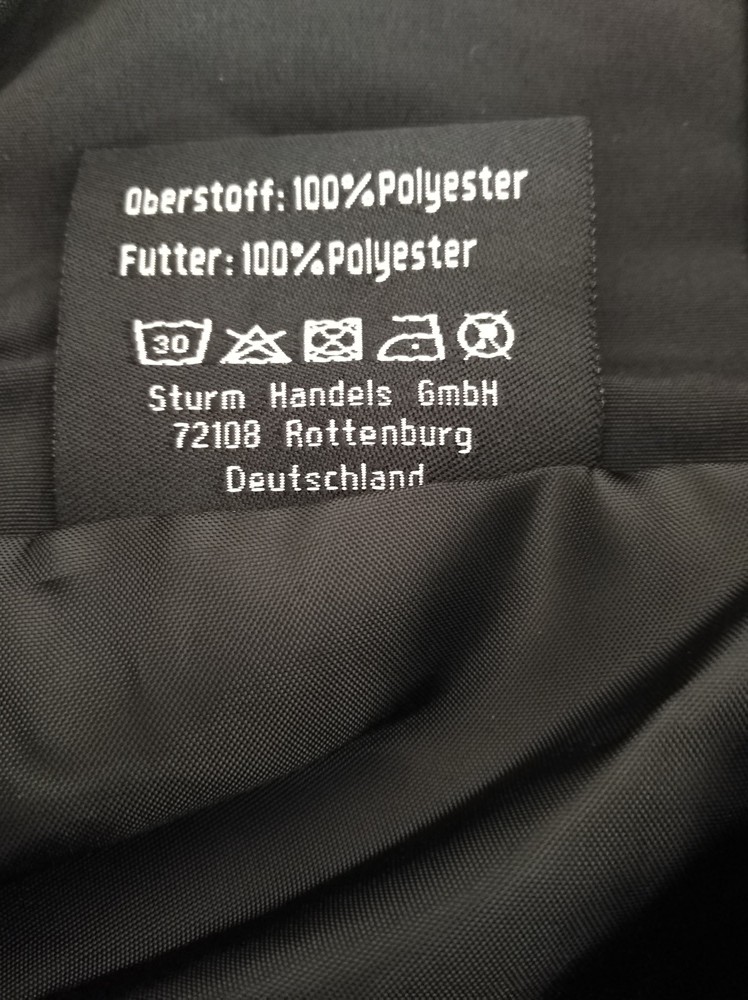 Oberstoff: 100%Polyester
Futter: 100%Polyester
30
Sturm Handels GmbH
72108 Rottenburg
Deutschland